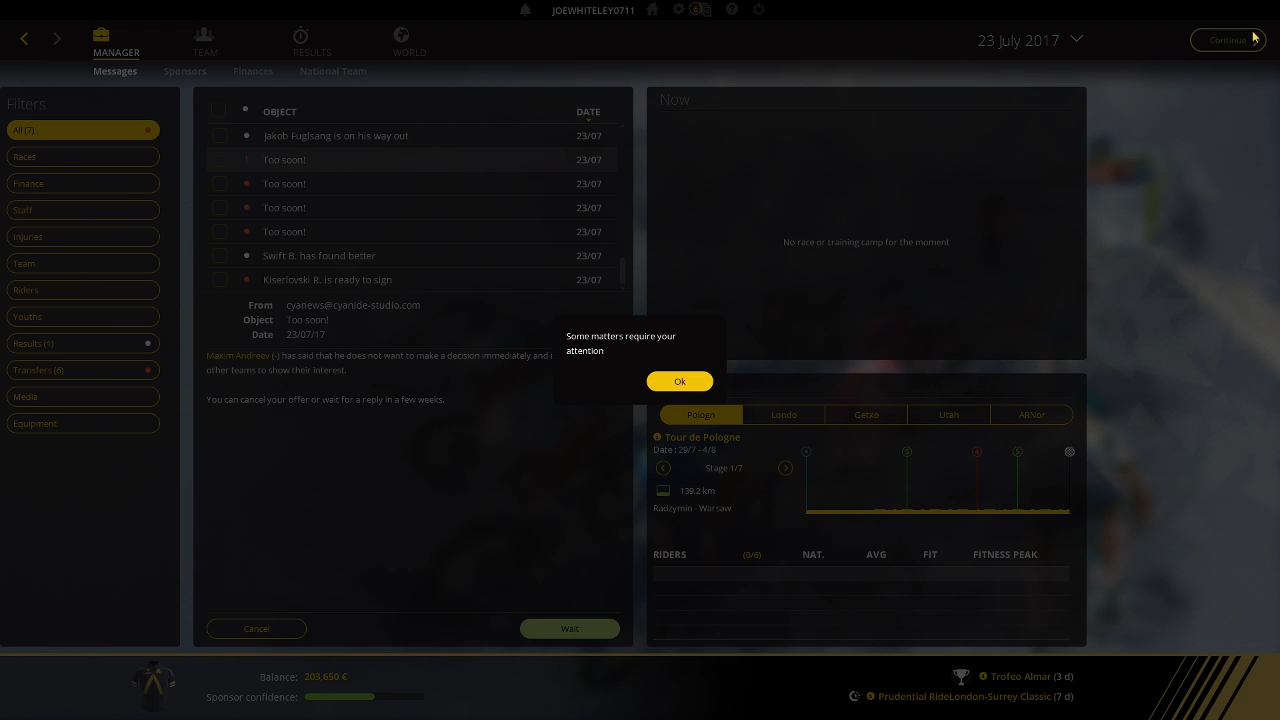 JOEWHITELEY0711
6
MANAGER
TEAM
RESULTS
WORLD
23 July 2017
Continue
Messages
Sponsors
Finances
National Team
Filters
All (7)
Races
Finance
Staff
Injuries
Team
Riders
Youths
Results (1)
Transfers (6)
Media
Equipment
OBJECT
DATE
Jakob Fuglsang is on his way out 23/07
! Too soon! 23/07
Too soon! 23/07
Too soon! 23/07
Too soon! 23/07
Swift B. has found better 23/07
Kiserlovski R. is ready to sign 23/07
From cyanews@cyanide-studio.com
Object Too soon!
Date 23/07/17
Maxim Andreev (-) has said that he does not want to make a decision immediately and
other teams to show their interest.
You can cancel your offer or wait for a reply in a few weeks.
Cancel
Wait
Now
No race or training camp for the moment
Some matters require your
attention
Ok
Pologn
Londo
Getxo
Utah
ARNor
Tour de Pologne
Date : 29/7 - 4/8
Stage 1/7
139.2 km
Radzymin - Warsaw
RIDERS (0/6) NAT. AVG FIT FITNESS PEAK
Balance: 203,650 €
Sponsor confidence:
Trofeo Almar (3 d)
Prudential RideLondon-Surrey Classic (7 d)